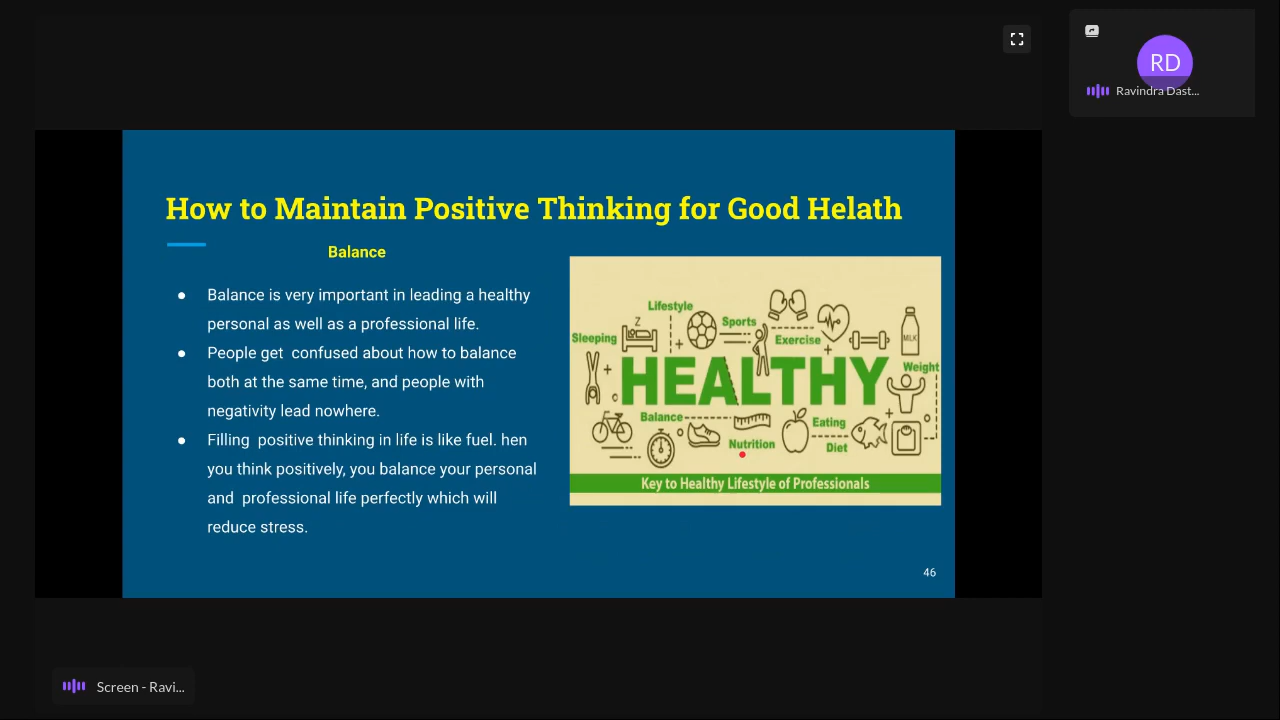 RD
Ravindra Dast...
How to Maintain Positive Thinking for Good Helath
Balance
● Balance is very important in leading a healthy
personal as well as a professional life.
● People get confused about how to balance
both at the same time, and people with
negativity lead nowhere.
● Filling positive thinking in life is like fuel. hen
you think positively, you balance your personal
and professional life perfectly which will
reduce stress.
Lifestyle
Sports
Sleeping
Z
Exercise
MILK
HEALTHY
Weight
Balance
Nutrition
Eating
Diet
Key to Healthy Lifestyle of Professionals
46
Screen - Ravi...